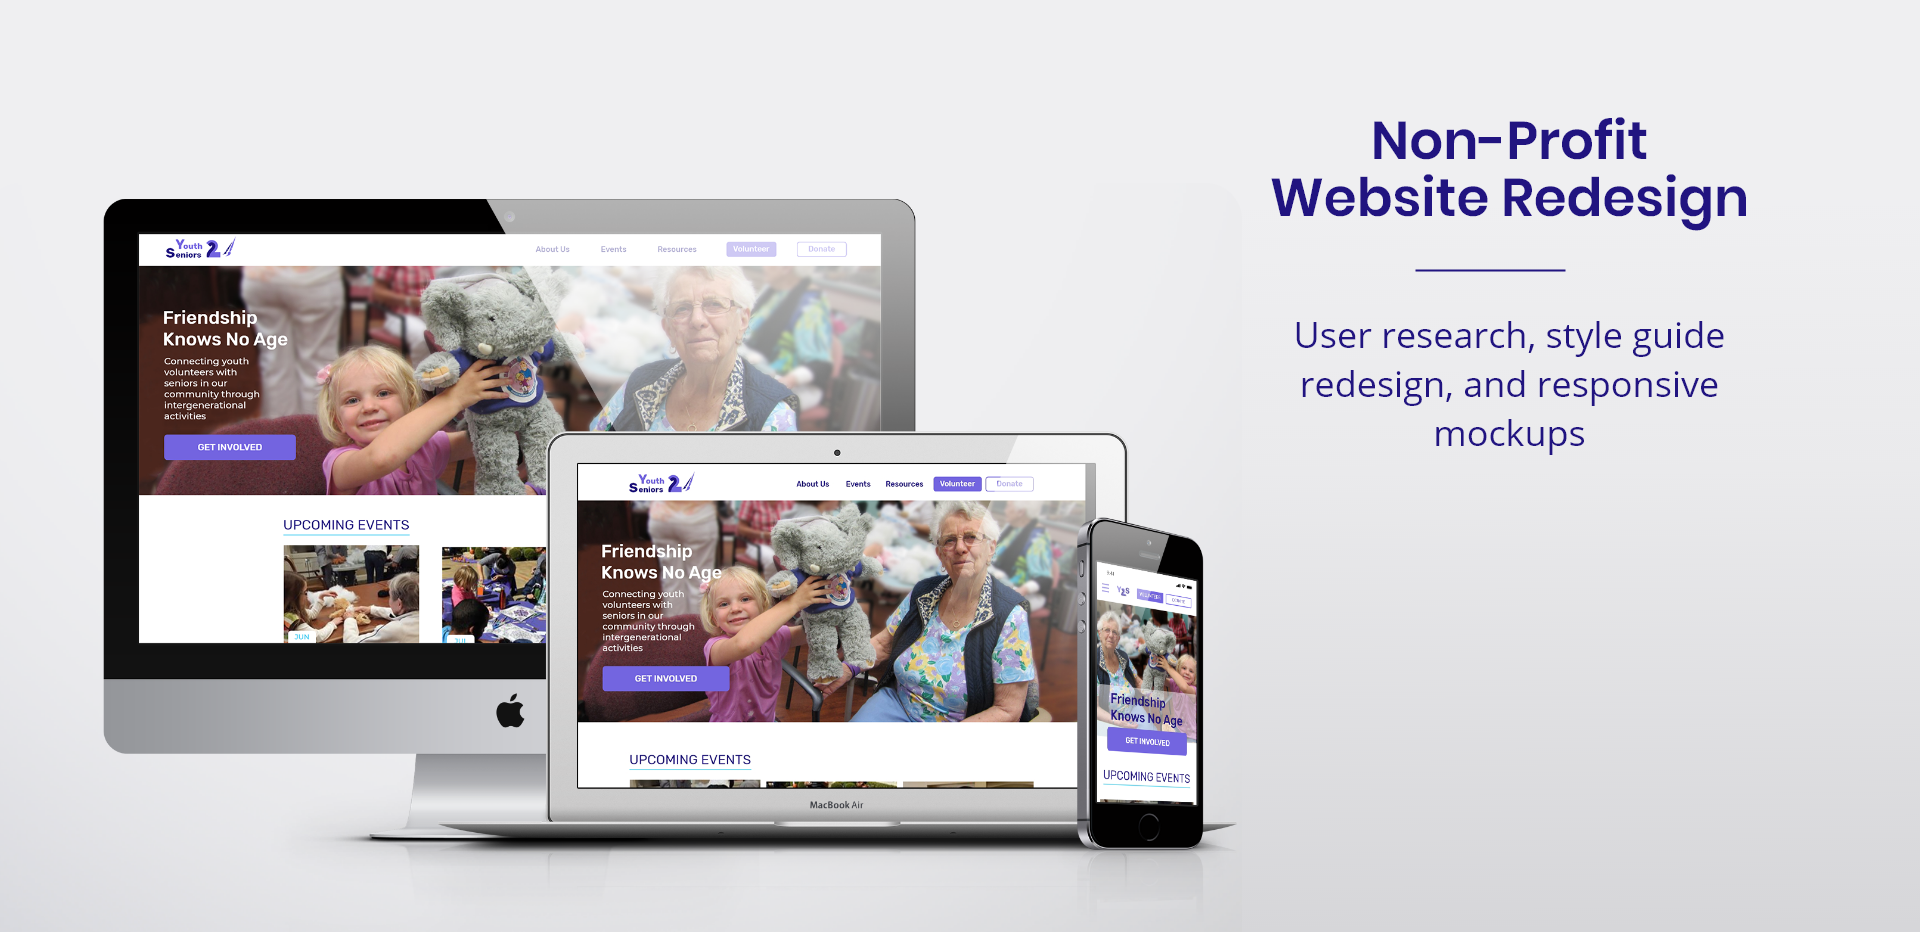 Non-Profit
Website Redesign
User research, style guide
redesign, and responsive
mockups
Youth
Seniors 2
About Us Events Resources Volunteer Donate
Friendship
Knows No Age
Connecting youth
volunteers with
seniors in our
community through
intergenerational
activities
GET INVOLVED
UPCOMING EVENTS
JUN
JUL
Youth
Seniors 2
About Us Events Resources Volunteer Donate
Friendship
Knows No Age
Connecting youth
volunteers with
seniors in our
community through
intergenerational
activities
GET INVOLVED
UPCOMING EVENTS
MacBook Air
Y2S
Friendship
Knows No Age
GET INVOLVED
UPCOMING EVENTS